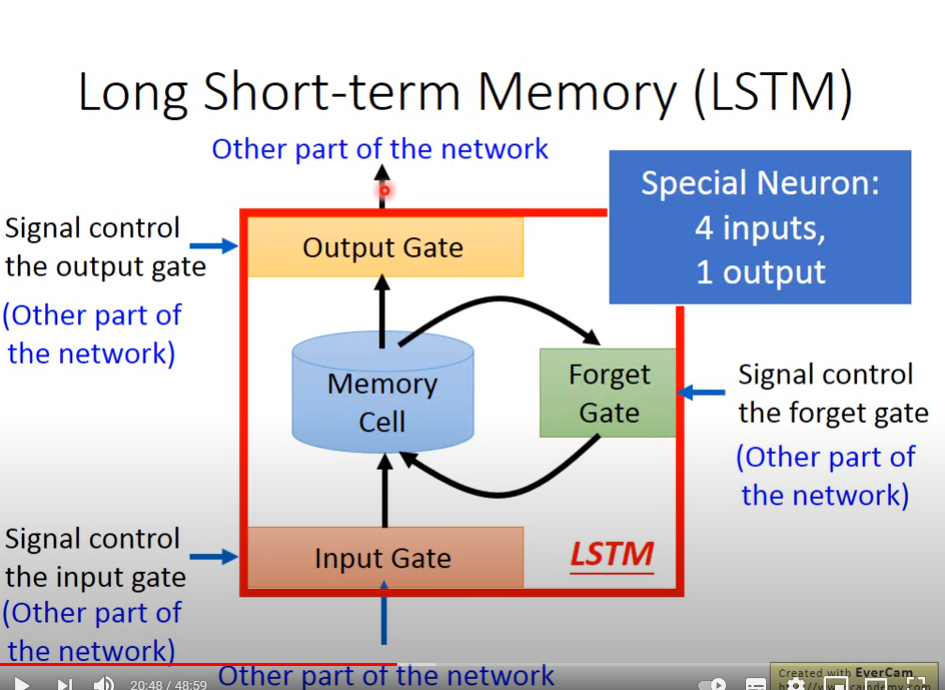 Long Short-term Memory (LSTM)
Other part of the network
Special Neuron:
4 inputs,
1 output
Signal control
the output gate
(Other part of
the network)
Output Gate
Memory
Cell
Forget
Gate
Signal control
the forget gate
(Other part of
the network)
Signal control
the input gate
(Other part of
the network)
Input Gate
LSTM
Other part of the network
20:48 / 48:59
Created with EverCam